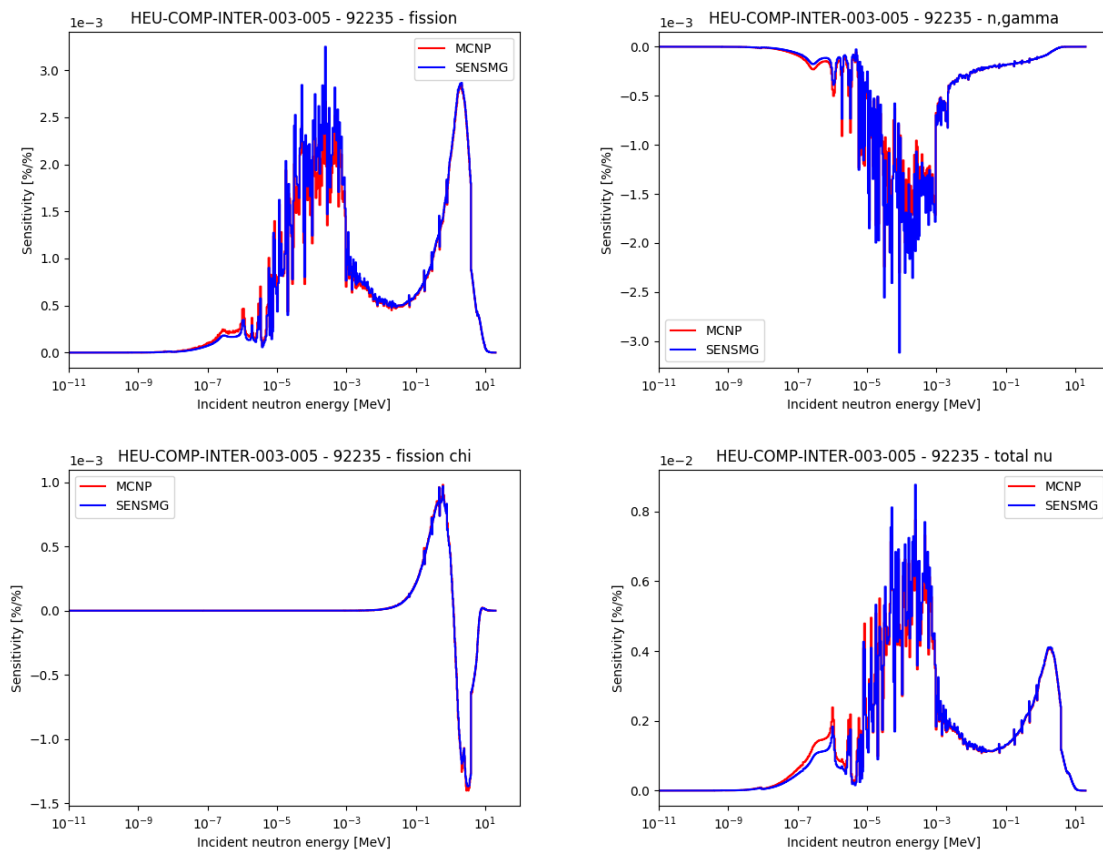 HEU-COMP-INTER-003-005 - 92235 - fission
1e−3
MCNP
SENSMG
3.0
2.5
2.0
1.5
1.0
0.5
0.0
Sensitivity [%/%]
10−11 10−9 10−7 10−5 10−3 10−1 101
Incident neutron energy [MeV]
HEU-COMP-INTER-003-005 - 92235 - n,gamma
1e−3
0.0
−0.5
−1.0
−1.5
−2.0
−2.5
−3.0
Sensitivity [%/%]
MCNP
SENSMG
10−11 10−9 10−7 10−5 10−3 10−1 101
Incident neutron energy [MeV]
HEU-COMP-INTER-003-005 - 92235 - fission chi
1e−3
MCNP
SENSMG
1.0
0.5
0.0
−0.5
−1.0
−1.5
Sensitivity [%/%]
10−11 10−9 10−7 10−5 10−3 10−1 101
Incident neutron energy [MeV]
HEU-COMP-INTER-003-005 - 92235 - total nu
1e−2
MCNP
SENSMG
0.8
0.6
0.4
0.2
0.0
Sensitivity [%/%]
10−11 10−9 10−7 10−5 10−3 10−1 101
Incident neutron energy [MeV]